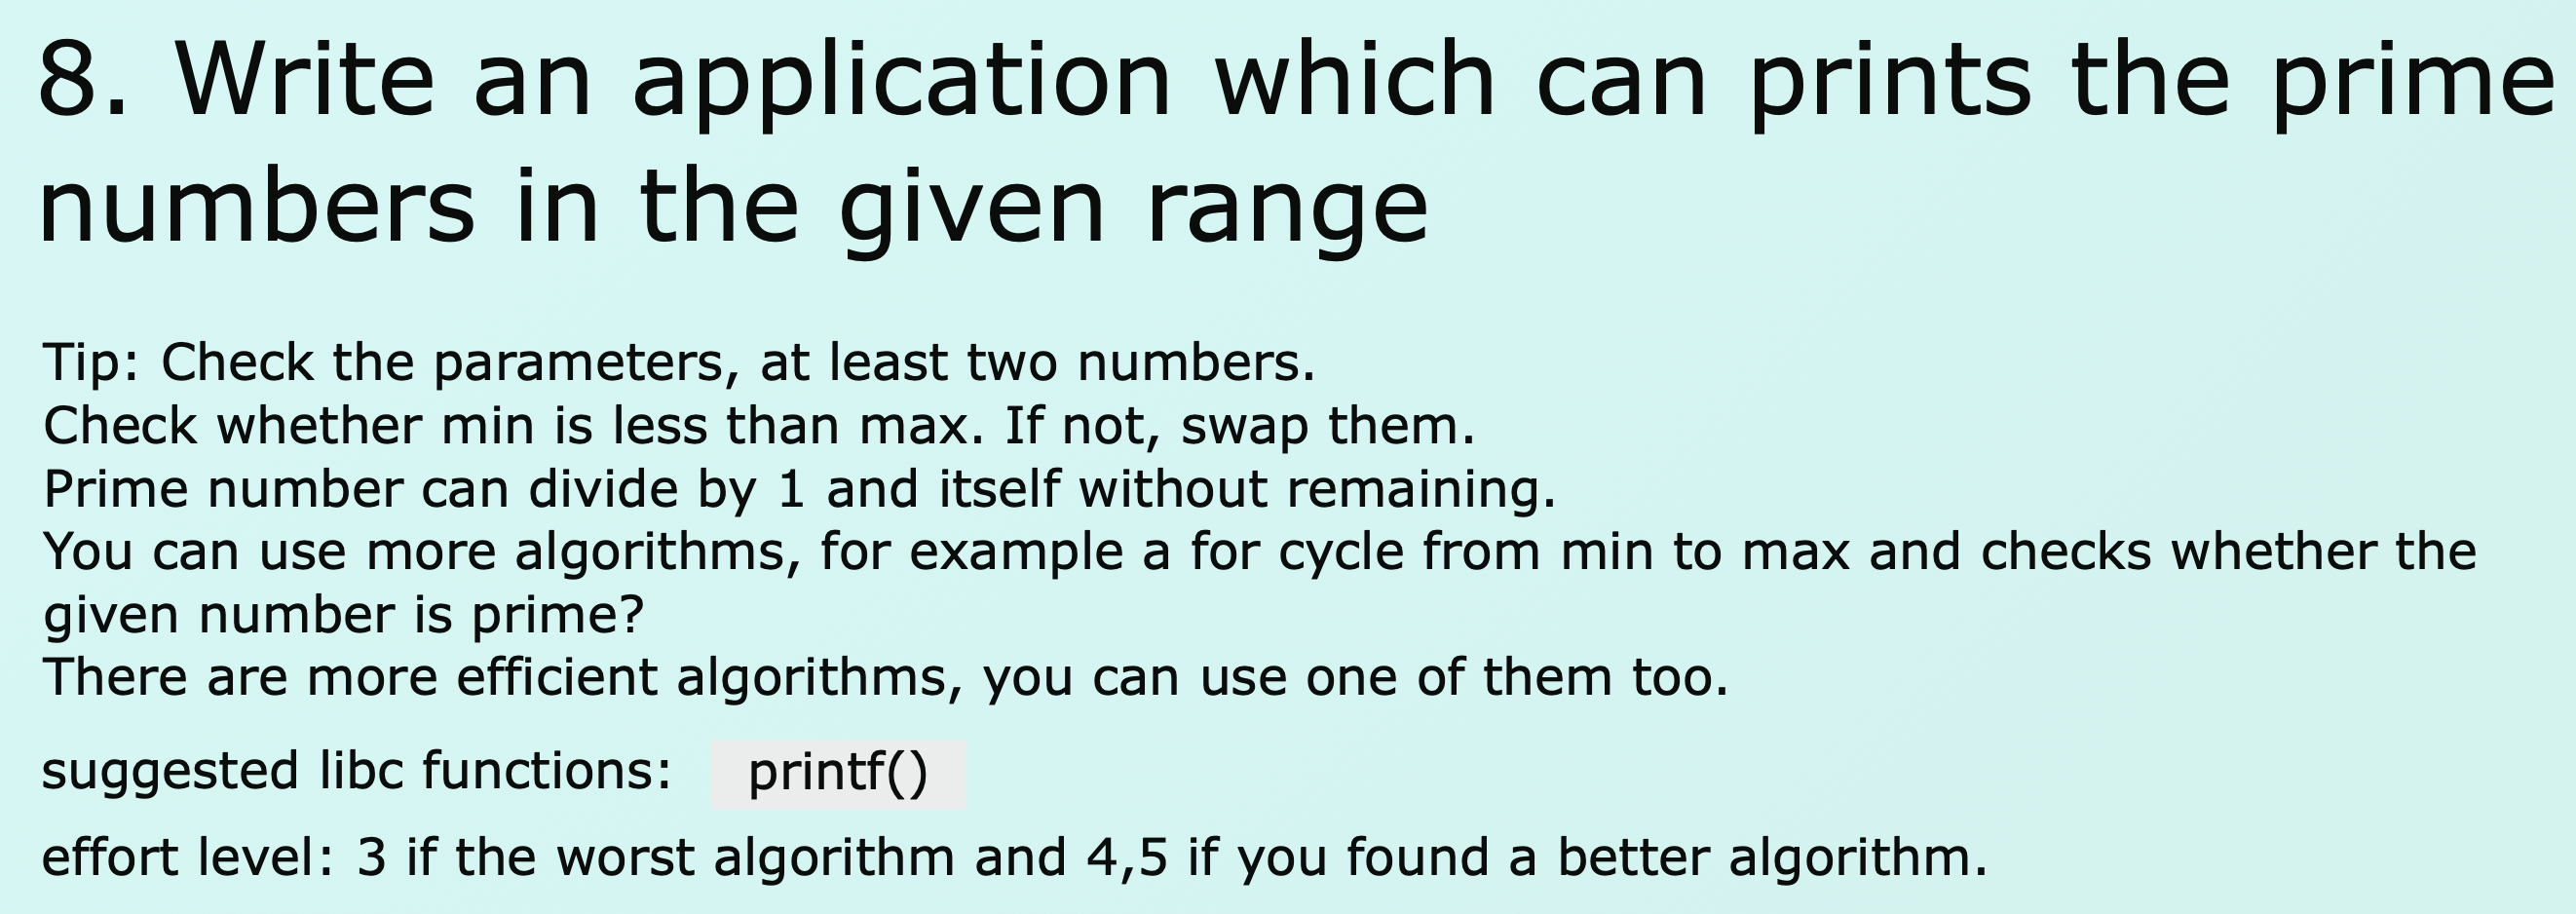 8. Write an application which can prints the prime
numbers in the given range
Tip: Check the parameters, at least two numbers.
Check whether min is less than max. If not, swap them.
Prime number can divide by 1 and itself without remaining.
You can use more algorithms, for example a for cycle from min to max and checks whether the
given number is prime?
There are more efficient algorithms, you can use one of them too.
suggested libc functions: printf()
effort level: 3 if the worst algorithm and 4,5 if you found a better algorithm.